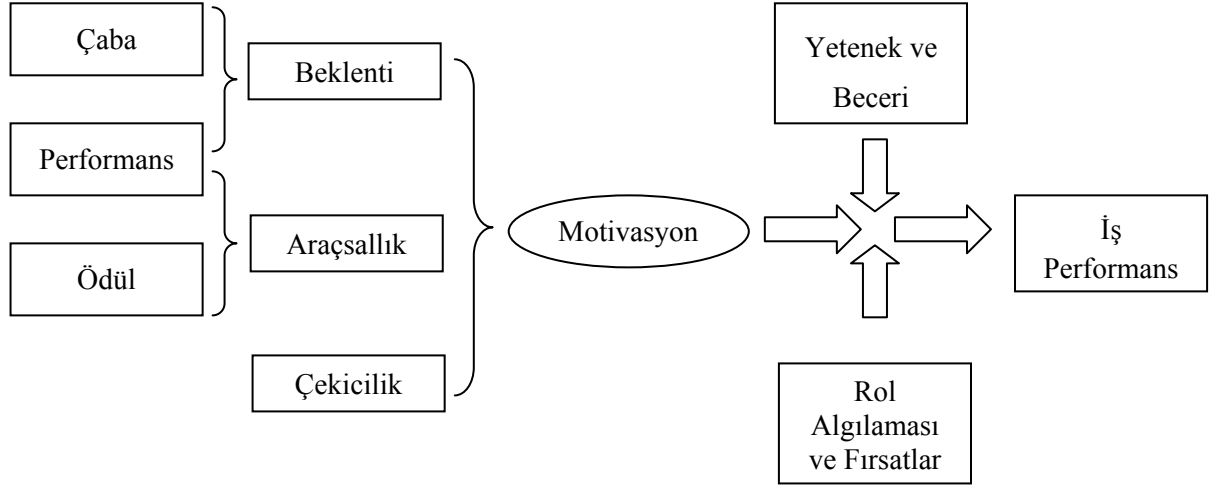 Çaba
Performans
Ödül
Beklenti
Araçsallık
Çekicilik
Motivasyon
Yetenek ve
Beceri
Rol
Algılaması
ve Fırsatlar
İş
Performans